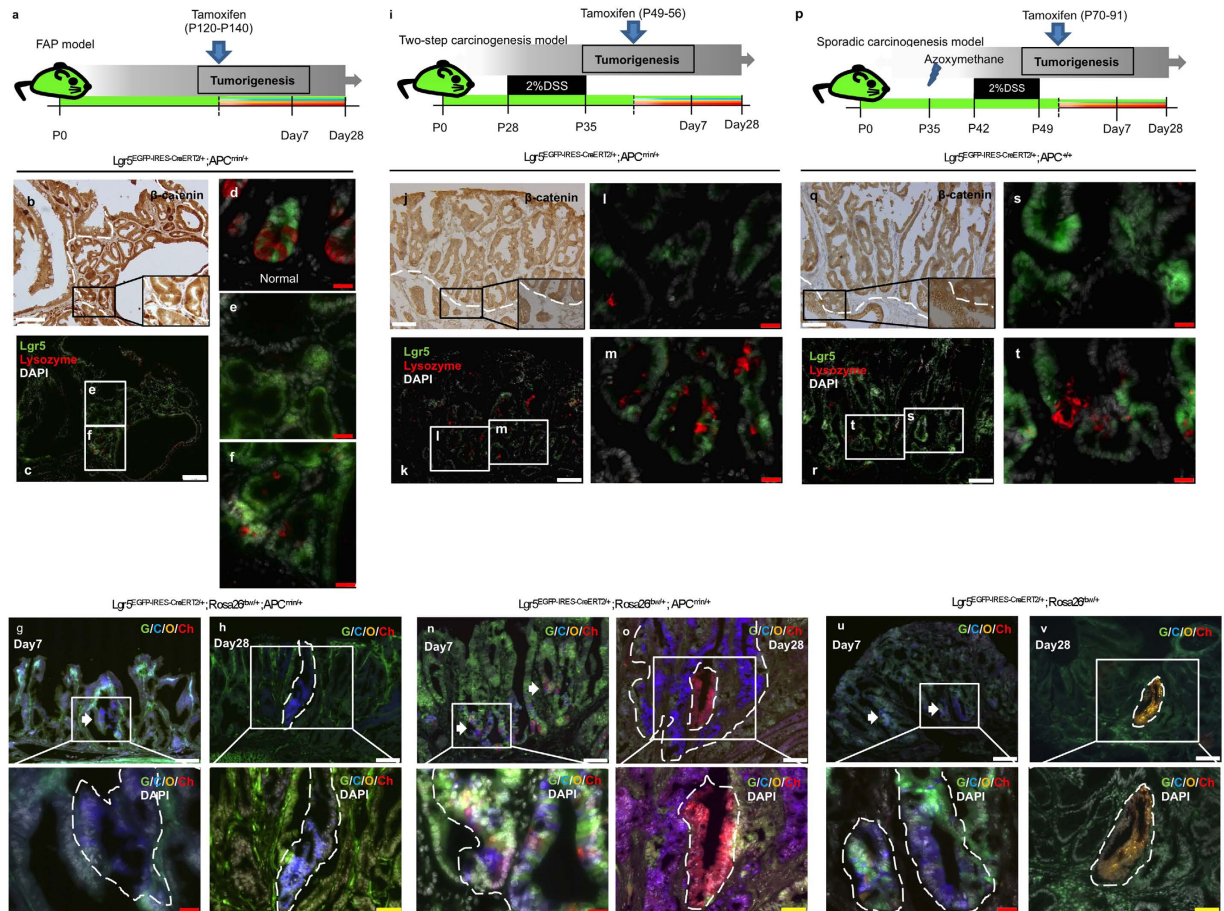 a
Tamoxifen
(P120-P140)
FAP model
Tumorigenesis
P0
Day7
Day28
Lgr5EGFP-IRES-CreERT2/+;APCmin/+
b
β-catenin
d
Normal
e
Lgr5
Lysozyme
DAPI
e
f
c
f
i
Tamoxifen (P49-56)
Two-step carcinogenesis model
Tumorigenesis
2%DSS
P0
P28
P35
Day7
Day28
Lgr5EGFP-IRES-CreERT2/+;APCmin/+
j
β-catenin
l
Lgr5
Lysozyme
DAPI
l
m
k
m
p
Tamoxifen (P70-91)
Sporadic carcinogenesis model
Azoxymethane
Tumorigenesis
2%DSS
P0
P35
P42
P49
Day7
Day28
Lgr5EGFP-IRES-CreERT2/+;APC+/+
q
β-catenin
s
Lgr5
Lysozyme
DAPI
t
s
r
t
Lgr5EGFP-IRES-CreERT2/+;Rosa26rbw/+;APCmin/+
g
G/C/O/Ch
Day7
h
G/C/O/Ch
Day28
G/C/O/Ch
DAPI
G/C/O/Ch
DAPI
Lgr5EGFP-IRES-CreERT2/+;Rosa26rbw/+;APCmin/+
n
G/C/O/Ch
Day7
o
G/C/O/Ch
Day28
G/C/O/Ch
DAPI
G/C/O/Ch
DAPI
Lgr5EGFP-IRES-CreERT2/+;Rosa26rbw/+
u
G/C/O/Ch
Day7
v
G/C/O/Ch
Day28
G/C/O/Ch
DAPI
G/C/O/Ch
DAPI